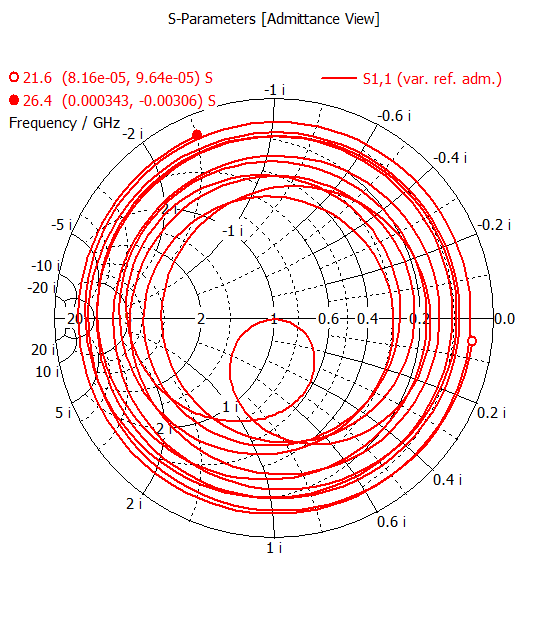 S-Parameters [Admittance View]
21.6 (8.16e-05, 9.64e-05) S
S1,1 (var. ref. adm.)
26.4 (0.000343, -0.00306) S
Frequency / GHz
-1 i
-0.6 i
-2 i
-0.4 i
2 i
-5 i
-0.2 i
-1 i
-10 i
-20 i
20
2
1
0.6
0.4
0.2
0.0
20 i
10 i
5 i
1 i
0.2 i
2 i
0.4 i
2 i
0.6 i
1 i